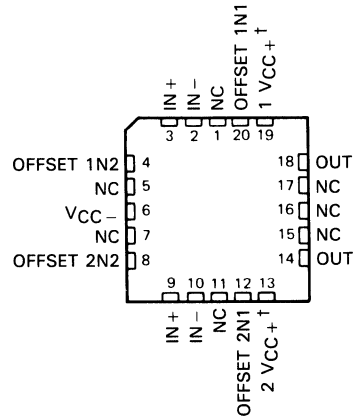 IN+
IN−
NC
OFFSET 1N1
1 VCC+†
3 2 1 20 19
OFFSET 1N2 4
NC 5
VCC− 6
NC 7
OFFSET 2N2 8
18 OUT
17 NC
16 NC
15 NC
14 OUT
9 10 11 12 13
IN+
IN−
NC
OFFSET 2N1
2 VCC+†